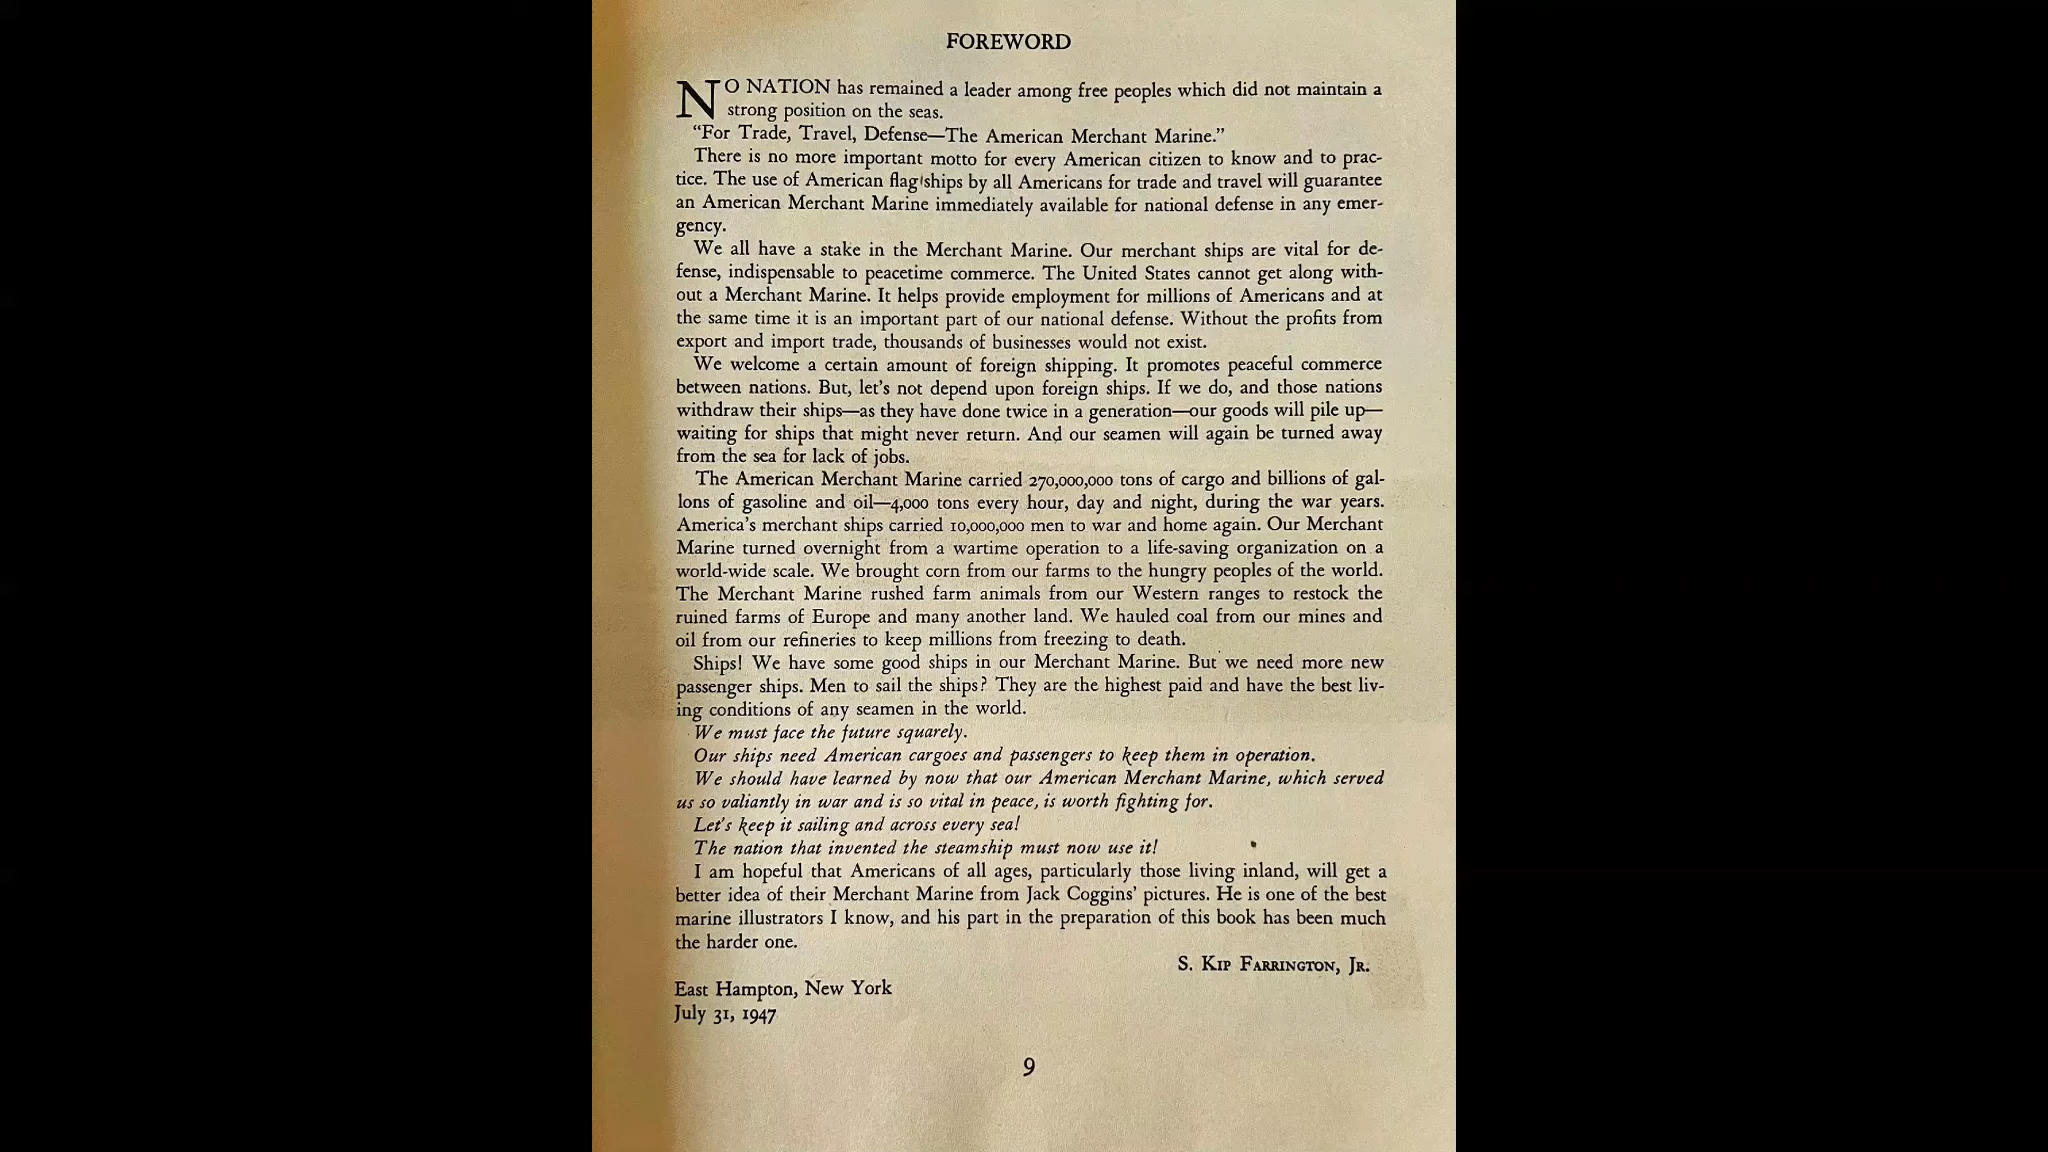 FOREWORD
NO NATION has remained a leader among free peoples which did not maintain a
strong position on the seas.
“For Trade, Travel, Defense—The American Merchant Marine.”
There is no more important motto for every American citizen to know and to prac-
tice. The use of American flag ships by all Americans for trade and travel will guarantee
an American Merchant Marine immediately available for national defense in any emer-
gency.
We all have a stake in the Merchant Marine. Our merchant ships are vital for de-
fense, indispensable to peacetime commerce. The United States cannot get along with-
out a Merchant Marine. It helps provide employment for millions of Americans and at
the same time it is an important part of our national defense. Without the profits from
export and import trade, thousands of businesses would not exist.
We welcome a certain amount of foreign shipping. It promotes peaceful commerce
between nations. But, let’s not depend upon foreign ships. If we do, and those nations
withdraw their ships—as they have done twice in a generation—our goods will pile up—
waiting for ships that might never return. And our seamen will again be turned away
from the sea for lack of jobs.
The American Merchant Marine carried 270,000,000 tons of cargo and billions of gal-
lons of gasoline and oil—4,000 tons every hour, day and night, during the war years.
America’s merchant ships carried 10,000,000 men to war and home again. Our Merchant
Marine turned overnight from a wartime operation to a life-saving organization on a
world-wide scale. We brought corn from our farms to the hungry peoples of the world.
The Merchant Marine rushed farm animals from our Western ranges to restock the
ruined farms of Europe and many another land. We hauled coal from our mines and
oil from our refineries to keep millions from freezing to death.
Ships! We have some good ships in our Merchant Marine. But we need more new
passenger ships. Men to sail the ships? They are the highest paid and have the best liv-
ing conditions of any seamen in the world.
We must face the future squarely.
Our ships need American cargoes and passengers to keep them in operation.
We should have learned by now that our American Merchant Marine, which served
us so valiantly in war and is so vital in peace, is worth fighting for.
Let’s keep it sailing and across every sea!
The nation that invented the steamship must now use it!
I am hopeful that Americans of all ages, particularly those living inland, will get a
better idea of their Merchant Marine from Jack Coggins’ pictures. He is one of the best
marine illustrators I know, and his part in the preparation of this book has been much
the harder one.
S. KIP FARRINGTON, JR.
East Hampton, New York
July 31, 1947
9